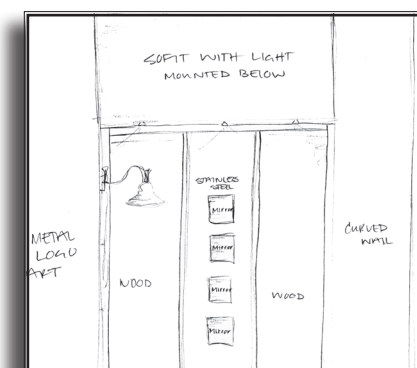 SOFIT WITH LIGHT
MOUNTED BELOW
STAINLESS
STEEL
Mirror
Mirror
Mirror
Mirror
METAL
LOGO
ART
WOOD
WOOD
CURVED
WALL